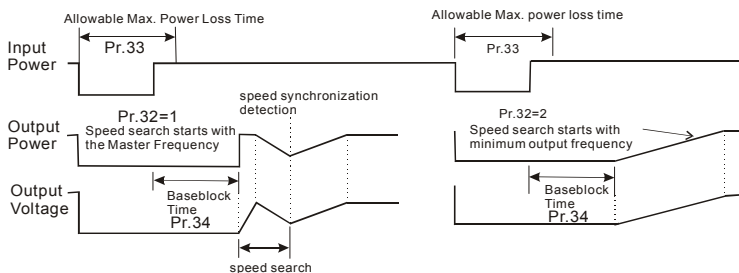 Allowable Max. Power Loss Time
Pr.33
Input
Power
Allowable Max. power loss time
Pr.33
Pr.32=1
Speed search starts with
the Master Frequency
Output
Power
speed synchronization
detection
Pr.32=2
Speed search starts with
minimum output frequency
Output
Voltage
Baseblock
Time
Pr.34
Baseblock
Time
Pr.34
speed search